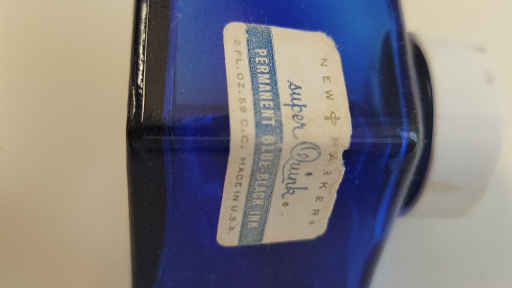 NEW PARKER
super Quink
PERMANENT BLUE-BLACK INK
2 FL. OZ. 59 C.C. MADE IN U.S.A.